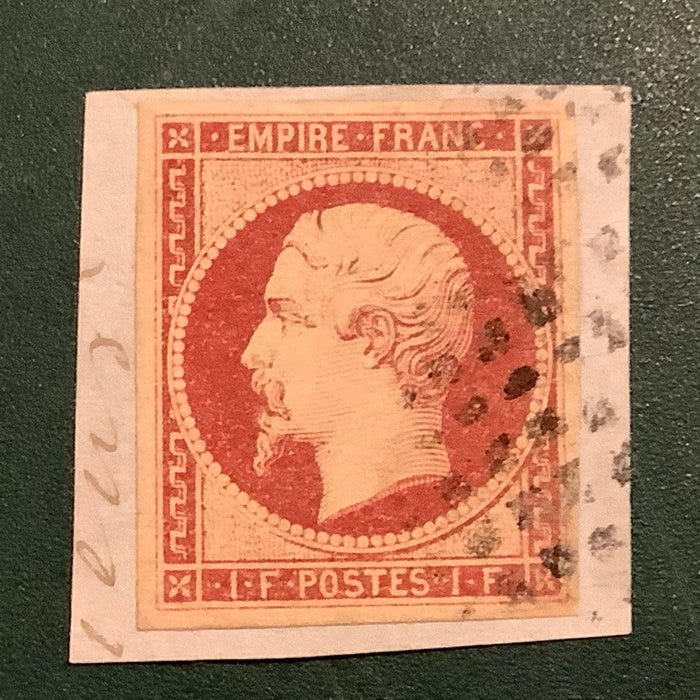 · EMPIRE · FRANC ·
· 1 · F · POSTES · 1 · F ·